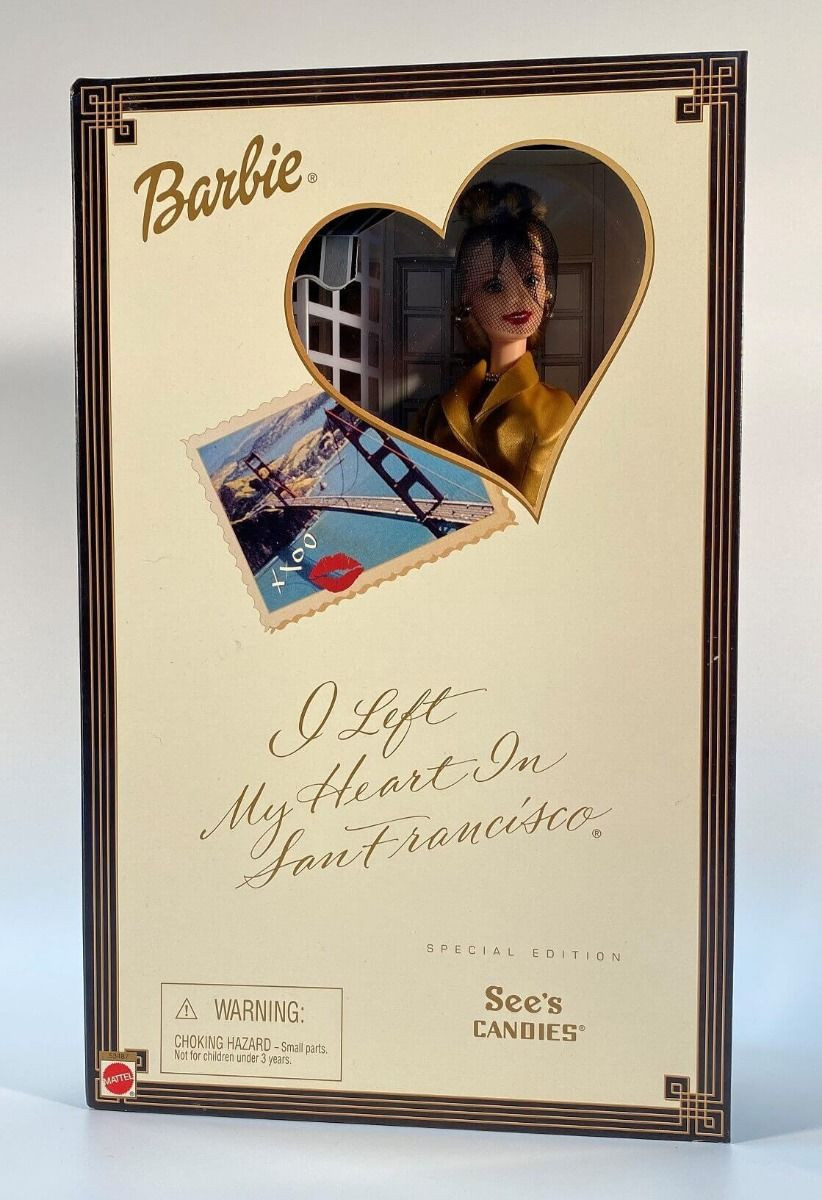 Barbie®
xxoo
I Left
My Heart In
San Francisco®
SPECIAL EDITION
See's
CANDIES®
WARNING:
CHOKING HAZARD – Small parts.
Not for children under 3 years.
MATTEL